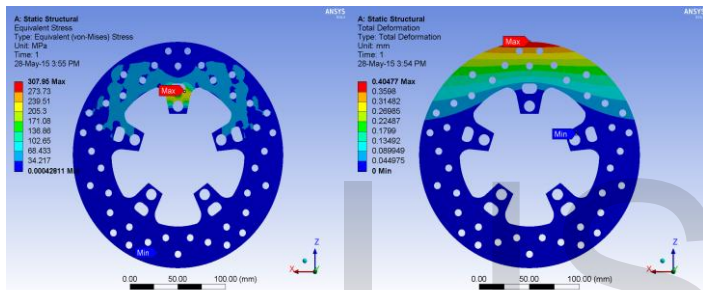 A: Static Structural
Equivalent Stress
Type: Equivalent (von-Mises) Stress
Unit: MPa
Time: 1
28-May-15 3:55 PM
307.95 Max
273.73
239.51
205.3
171.08
136.86
102.65
68.433
34.217
0.00042811
Max
Min
ANSYS
Z
X
Y
0.00
50.00
100.00 (mm)
A: Static Structural
Total Deformation
Type: Total Deformation
Unit: mm
Time: 1
28-May-15 3:54 PM
0.40477 Max
0.3598
0.31482
0.26985
0.22487
0.1799
0.13492
0.089949
0.044975
0 Min
Max
Min
ANSYS
Z
X
Y
0.00
50.00
100.00 (mm)